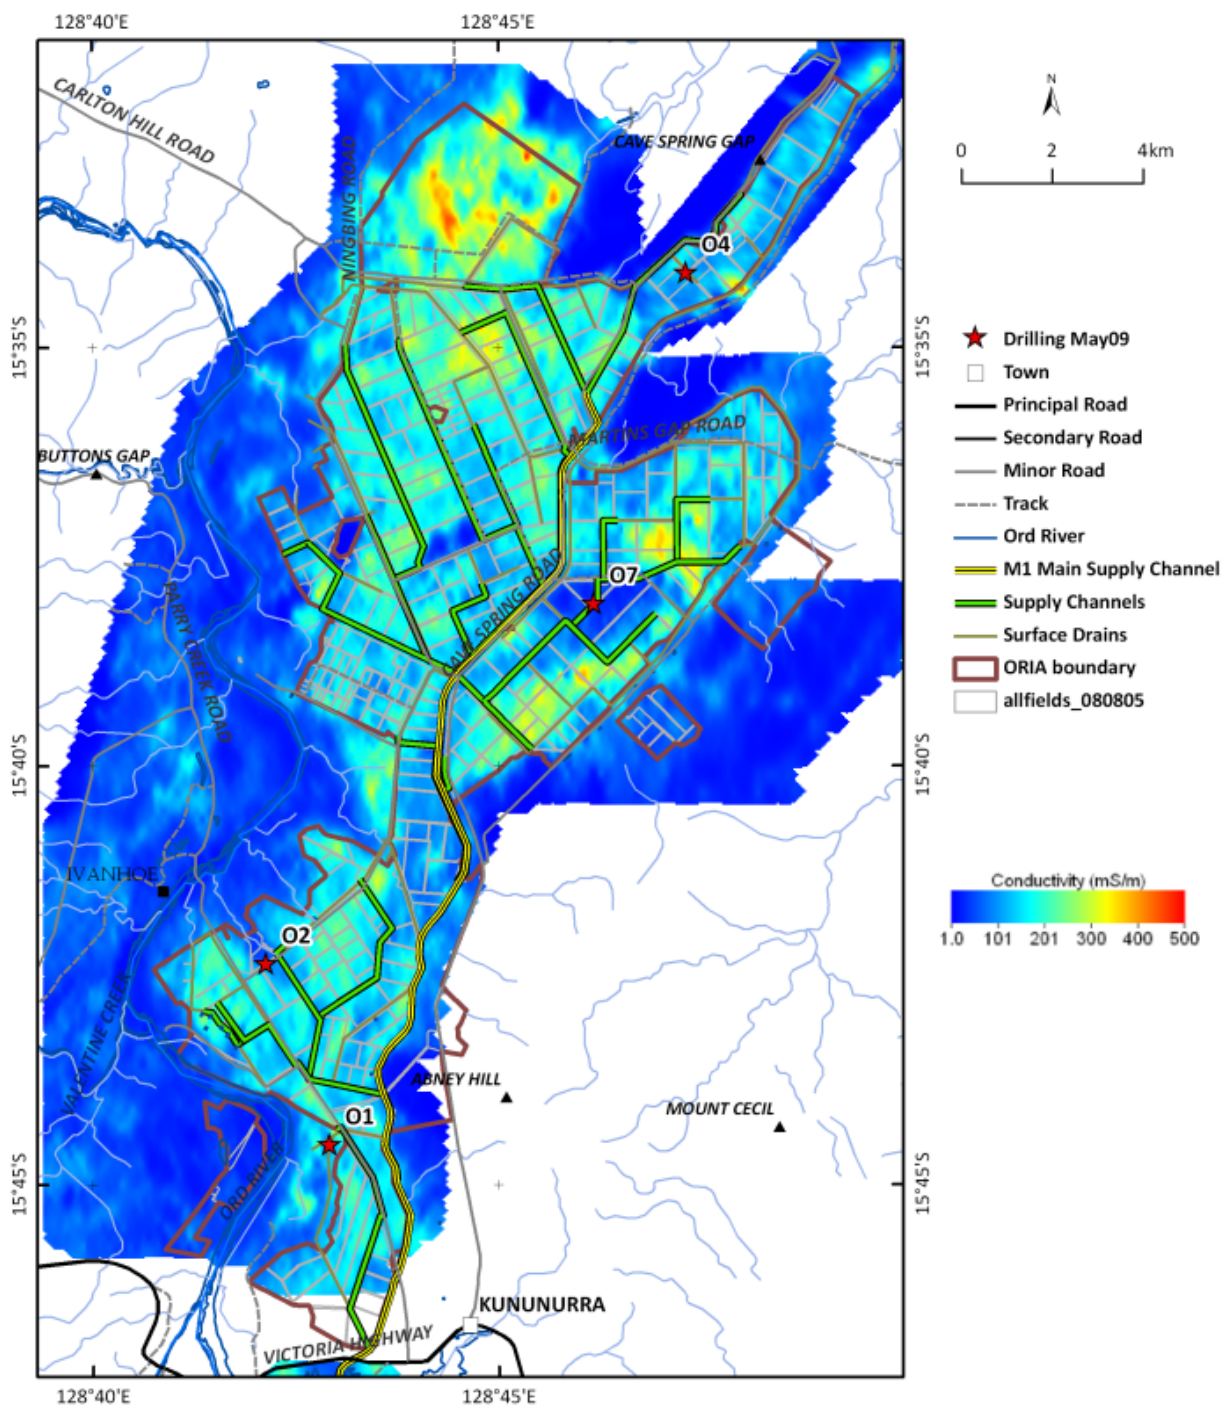 128°40'E
128°45'E
CARLTON HILL ROAD
NINGBING ROAD
CAVE SPRING GAP
N
0 2 4km
O4
15°35'S
15°35'S
Drilling May09
Town
Principal Road
Secondary Road
Minor Road
Track
Ord River
M1 Main Supply Channel
Supply Channels
Surface Drains
ORIA boundary
allfields_080805
MARTINS GAP ROAD
BUTTONS GAP
O7
CAVE SPRING ROAD
PARRY CREEK ROAD
15°40'S
15°40'S
IVANHOE
Conductivity (mS/m)
1.0 101 201 300 400 500
O2
VALENTINE CREEK
ABNEY HILL
MOUNT CECIL
O1
ORD RIVER
15°45'S
15°45'S
KUNUNURRA
VICTORIA HIGHWAY
128°40'E
128°45'E